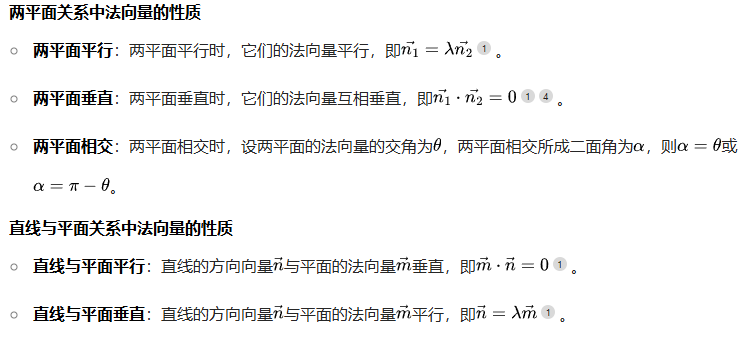 两平面关系中法向量的性质
两平面平行：两平面平行时，它们的法向量平行，即$\vec{n_1} = \lambda\vec{n_2}$ 1 。
两平面垂直：两平面垂直时，它们的法向量互相垂直，即$\vec{n_1} \cdot \vec{n_2} = 0$ 1 4 。
两平面相交：两平面相交时，设两平面的法向量的交角为$\theta$，两平面相交所成二面角为$\alpha$，则$\alpha = \theta$或
$\alpha = \pi - \theta$。
直线与平面关系中法向量的性质
直线与平面平行：直线的方向向量$\vec{n}$与平面的法向量$\vec{m}$垂直，即$\vec{m} \cdot \vec{n} = 0$ 1 。
直线与平面垂直：直线的方向向量$\vec{n}$与平面的法向量$\vec{m}$平行，即$\vec{n} = \lambda\vec{m}$ 1 。